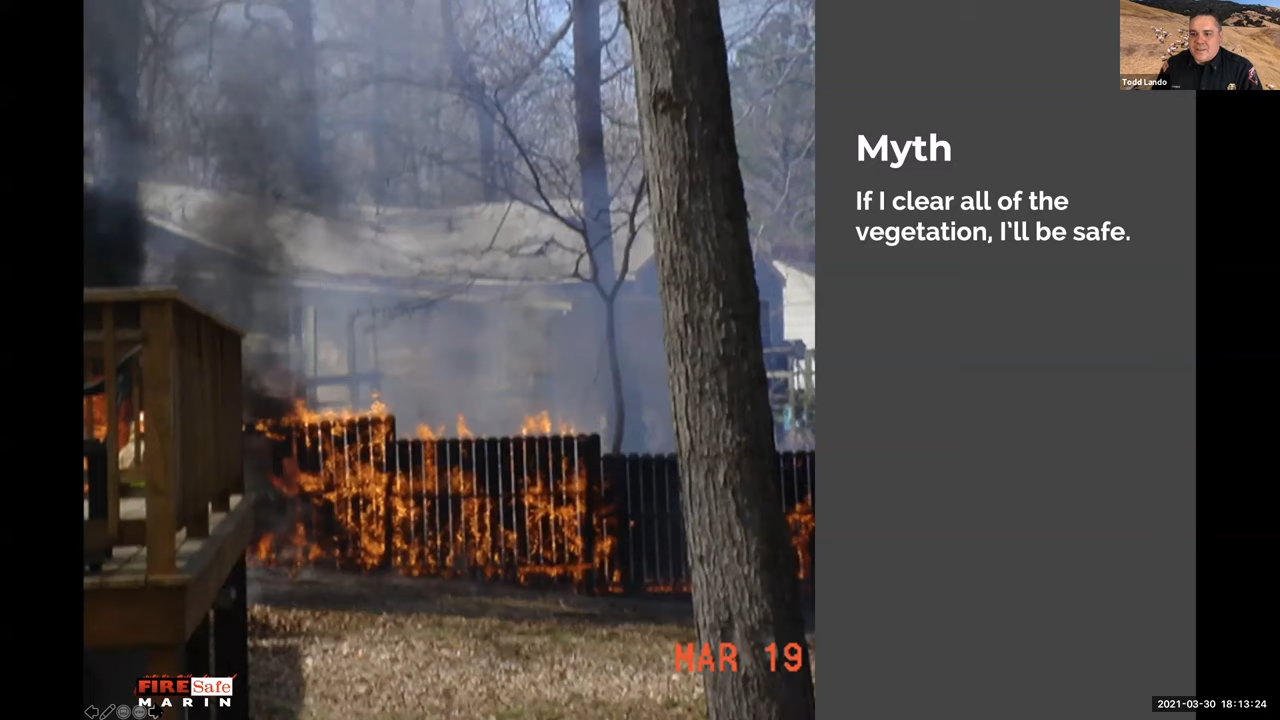 Todd Lando
Myth
If I clear all of the
vegetation, I'll be safe.
MAR 19
FIRE Safe
MARIN
2021-03-30 18:13:24